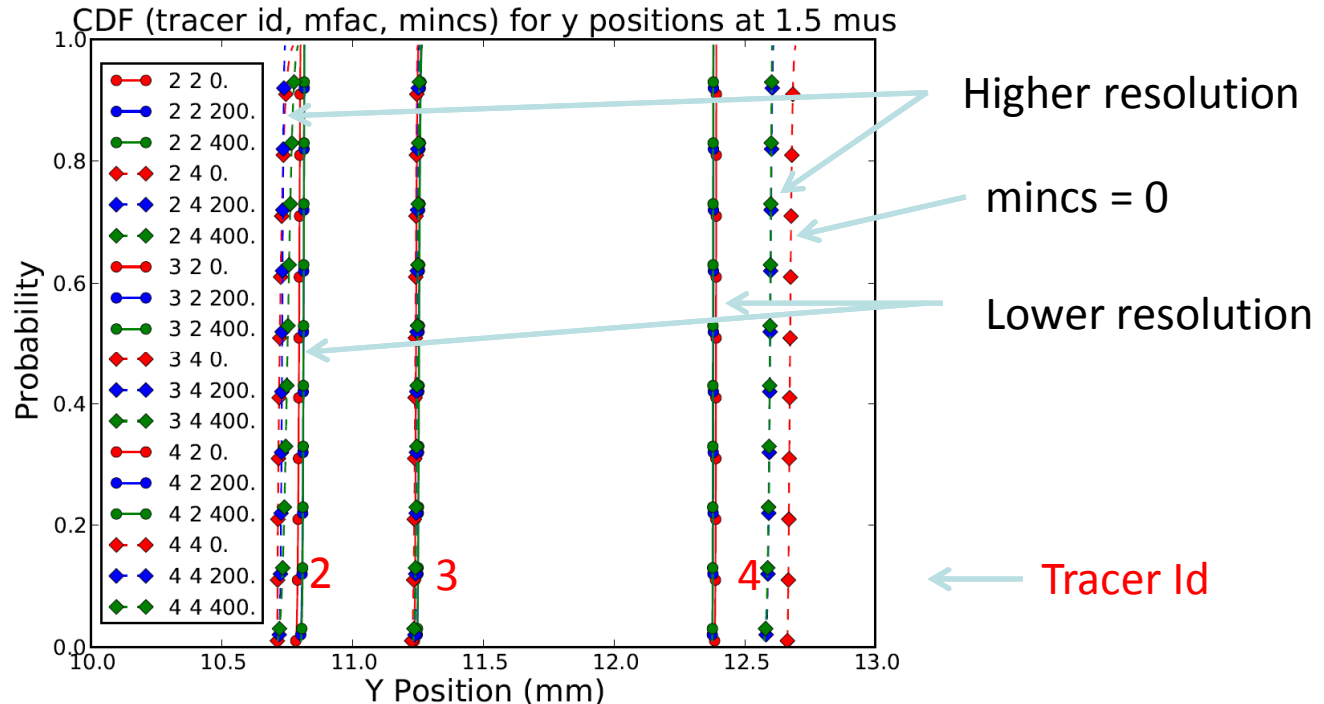 CDF (tracer id, mfac, mincs) for y positions at 1.5 mus
1.0
0.8
0.6
0.4
0.2
0.0
Probability
2 2 0.
2 2 200.
2 2 400.
2 4 0.
2 4 200.
2 4 400.
3 2 0.
3 2 200.
3 2 400.
3 4 0.
3 4 200.
3 4 400.
4 2 0.
4 2 200.
4 2 400.
4 4 0.
4 4 200.
4 4 400.
2
3
4
10.0 10.5 11.0 11.5 12.0 12.5 13.0
Y Position (mm)
Higher resolution
mincs = 0
Lower resolution
Tracer Id